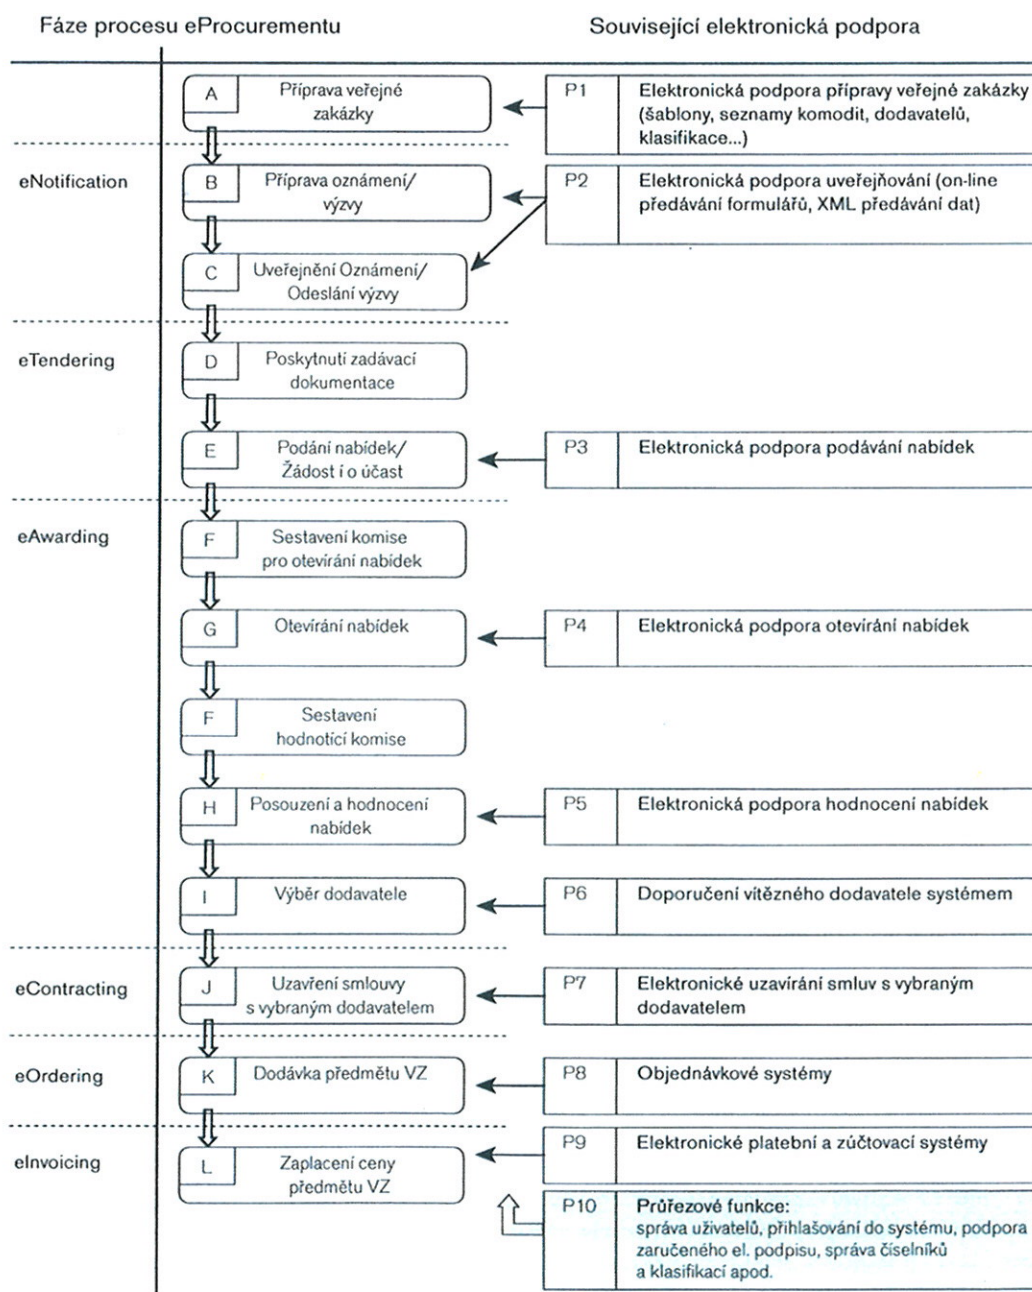 Fáze procesu eProcurementu
Související elektronická podpora
A
Příprava veřejné
zakázky
P1
Elektronická podpora přípravy veřejné zakázky
(šablony, seznamy komodit, dodavatelů,
klasifikace...)
eNotification
B
Příprava oznámení/
výzvy
P2
Elektronická podpora uveřejňování (on-line
předávání formulářů, XML předávání dat)
C
Uveřejnění Oznámení/
Odeslání výzvy
eTendering
D
Poskytnutí zadávací
dokumentace
E
Podání nabídek/
Žádost í o účast
P3
Elektronická podpora podávání nabídek
eAwarding
F
Sestavení komise
pro otevírání nabídek
G
Otevírání nabídek
P4
Elektronická podpora otevírání nabídek
F
Sestavení
hodnotící komise
H
Posouzení a hodnocení
nabídek
P5
Elektronická podpora hodnocení nabídek
I
Výběr dodavatele
P6
Doporučení vítězného dodavatele systémem
eContracting
J
Uzavření smlouvy
s vybraným dodavatelem
P7
Elektronické uzavírání smluv s vybraným
dodavatelem
eOrdering
K
Dodávka předmětu VZ
P8
Objednávkové systémy
eInvoicing
L
Zaplacení ceny
předmětu VZ
P9
Elektronické platební a zúčtovací systémy
P10
Průřezové funkce:
správa uživatelů, přihlašování do systému, podpora
zaručeného el. podpisu, správa číselníků
a klasifikací apod.